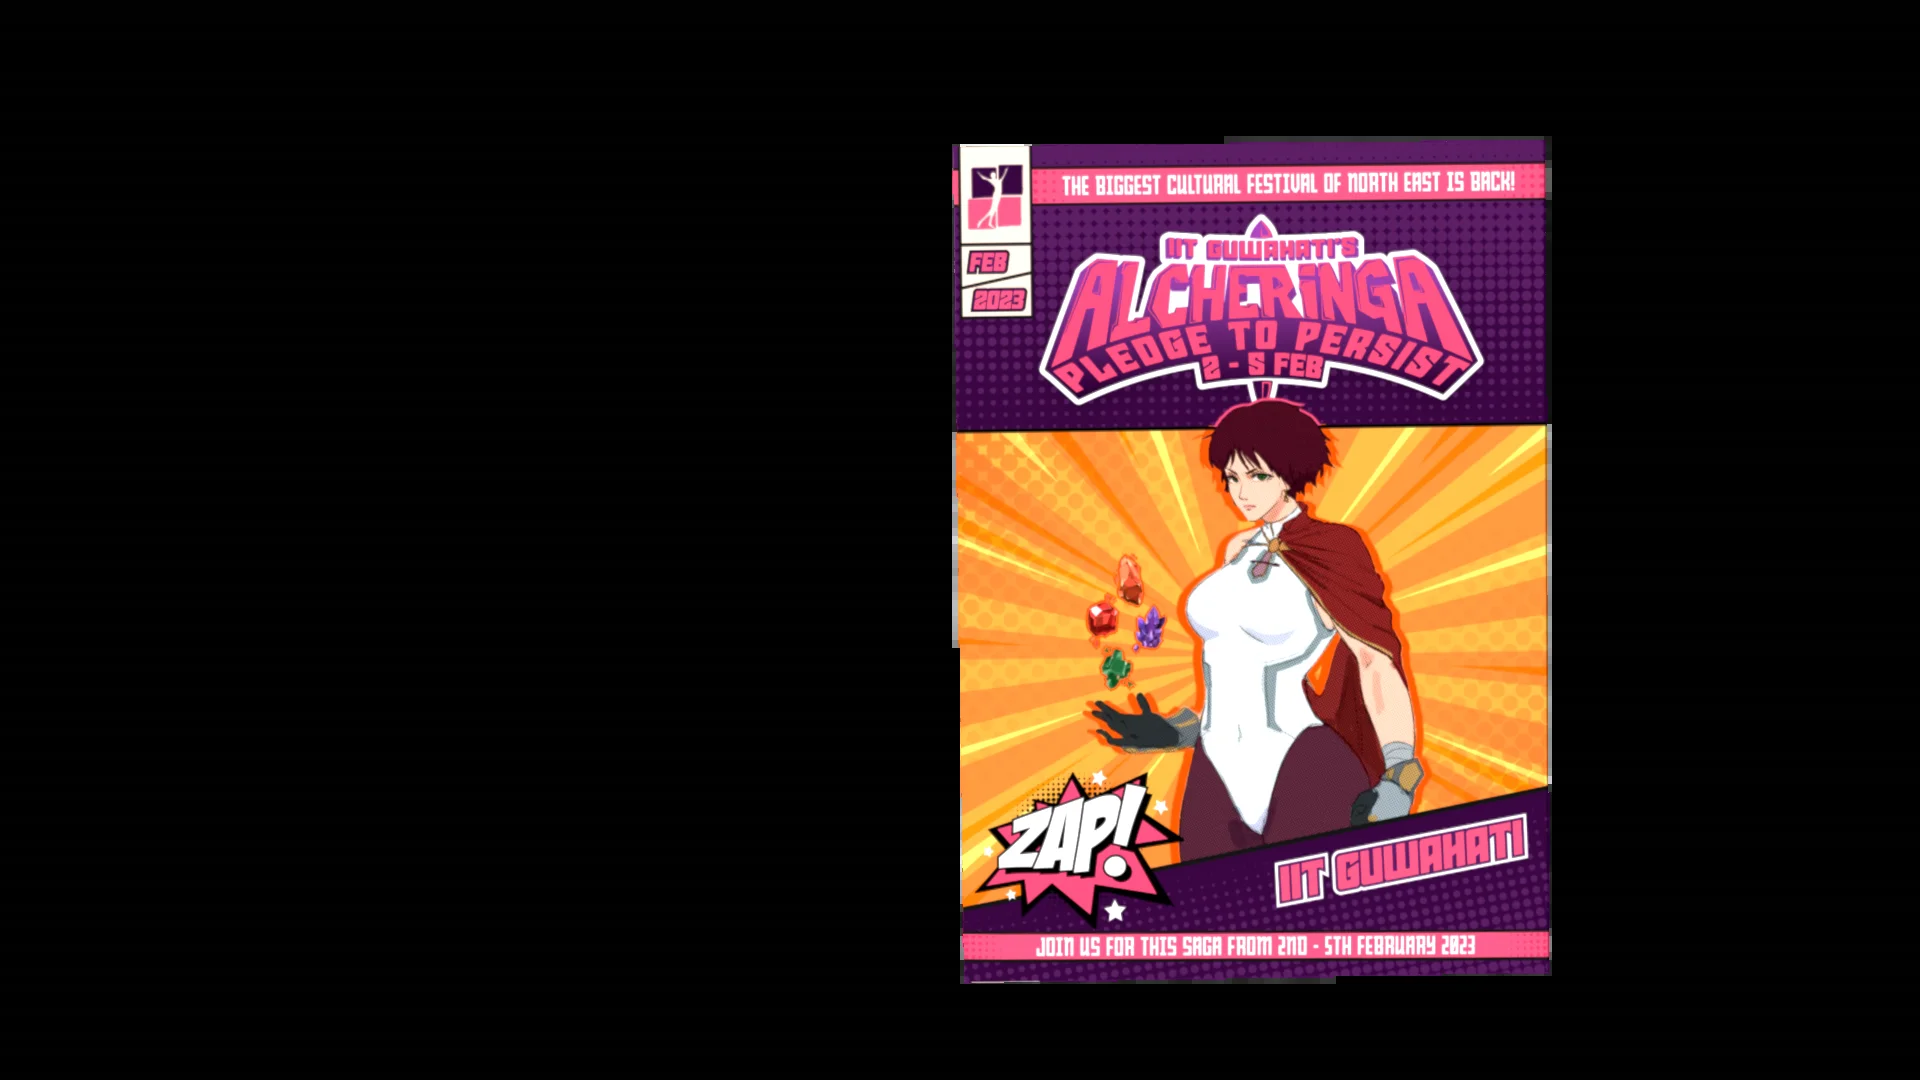 THE BIGGEST CULTURAL FESTIVAL OF NORTH EAST IS BACK!
FEB
2023
IIT GUWAHATI'S
ALCHERINGA
PLEDGE TO PERSIST
2 - 5 FEB
ZAP!
IIT GUWAHATI
JOIN US FOR THIS SAGA FROM 2ND - 5TH FEBRUARY 2023